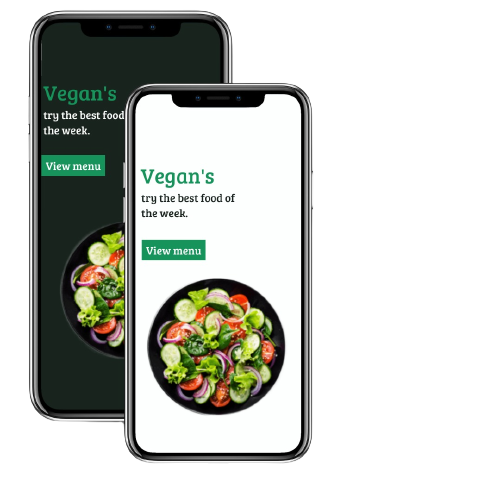 Vegan's
try the best food
the week.
View menu
Vegan's
try the best food of
the week.
View menu